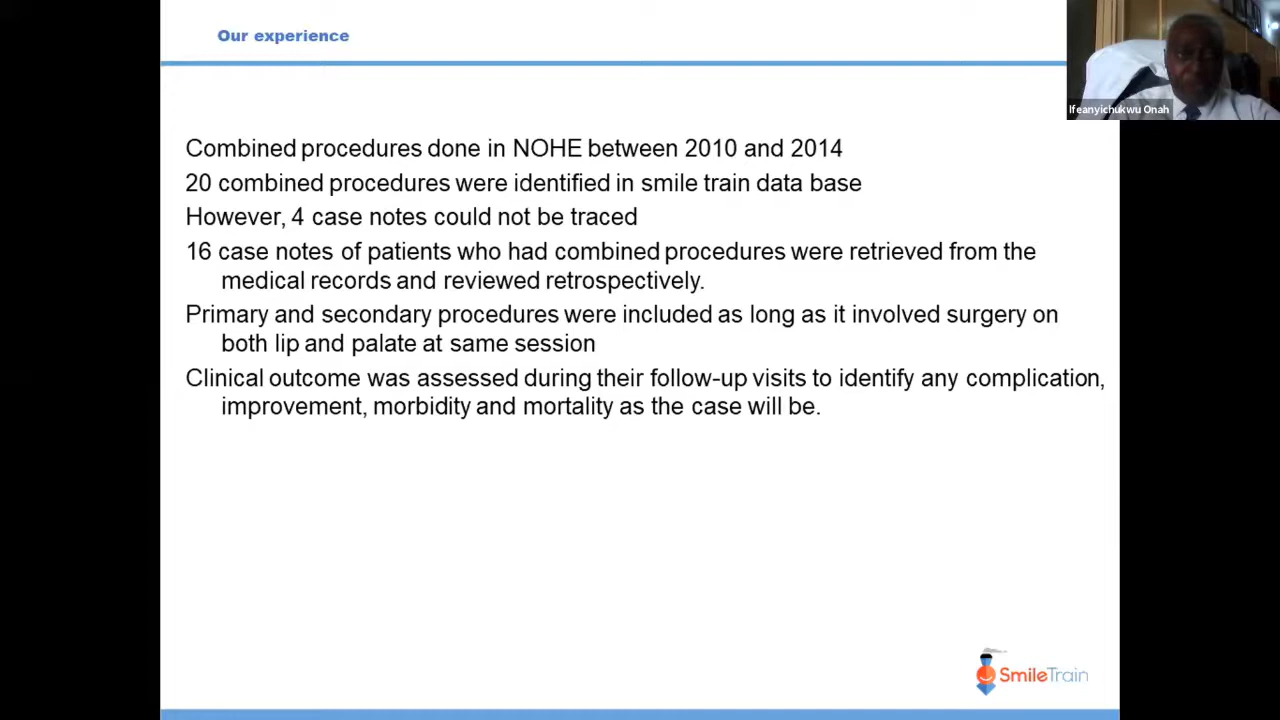 Our experience
Ifeanyichukwu Onah
Combined procedures done in NOHE between 2010 and 2014
20 combined procedures were identified in smile train data base
However, 4 case notes could not be traced
16 case notes of patients who had combined procedures were retrieved from the
medical records and reviewed retrospectively.
Primary and secondary procedures were included as long as it involved surgery on
both lip and palate at same session
Clinical outcome was assessed during their follow-up visits to identify any complication,
improvement, morbidity and mortality as the case will be.
SmileTrain